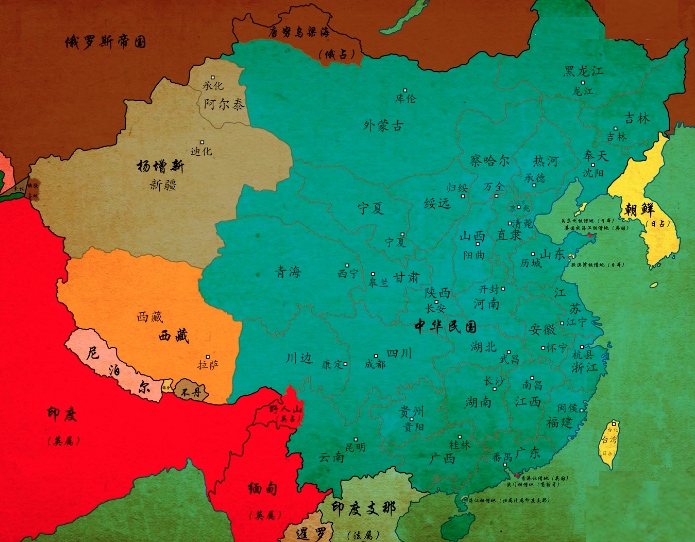 俄罗斯帝国
唐努乌梁海
（俄占）
承化
阿尔泰
库伦
外蒙古
黑龙江
龙江
吉林
吉林
迪化
杨增新
新疆
察哈尔
热河
承德
奉天
沈阳
朝鲜
（日占）
归绥
万全
绥远
宁夏
宁夏
山西
阳曲
直隶
清苑
山东
历城
青海
西宁
皋兰
甘肃
陕西
长安
开封
河南
中华民国
江
苏
江宁
安徽
怀宁
西藏
西藏
拉萨
川边
康定
成都
四川
湖北
武昌
杭县
浙江
尼
泊
尔
不丹
长沙
湖南
南昌
江西
闽侯
福建
野人山
（英占）
贵州
贵阳
印度
（英属）
昆明
云南
桂林
广西
番禺
广东
台湾
缅甸
（英属）
印度支那
（法属）
暹罗